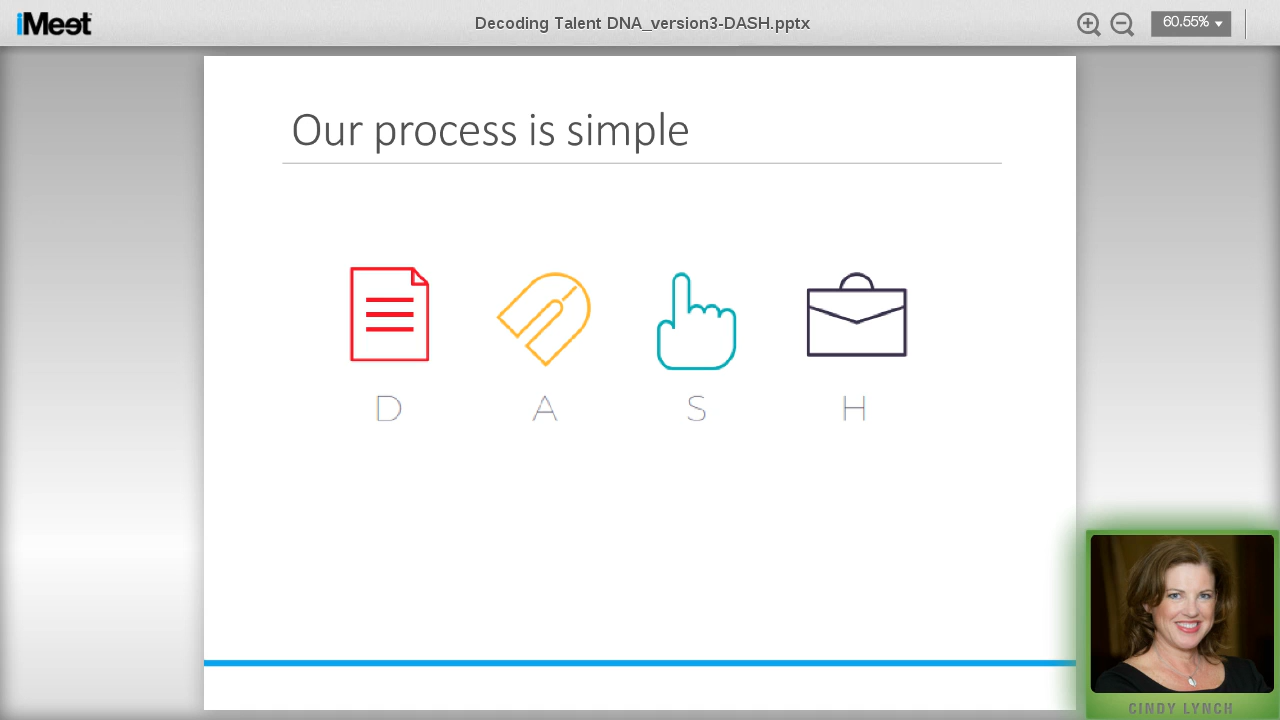 iMeet
Decoding Talent DNA_version3-DASH.pptx
60.55%
Our process is simple
D A S H
CINDY LYNCH